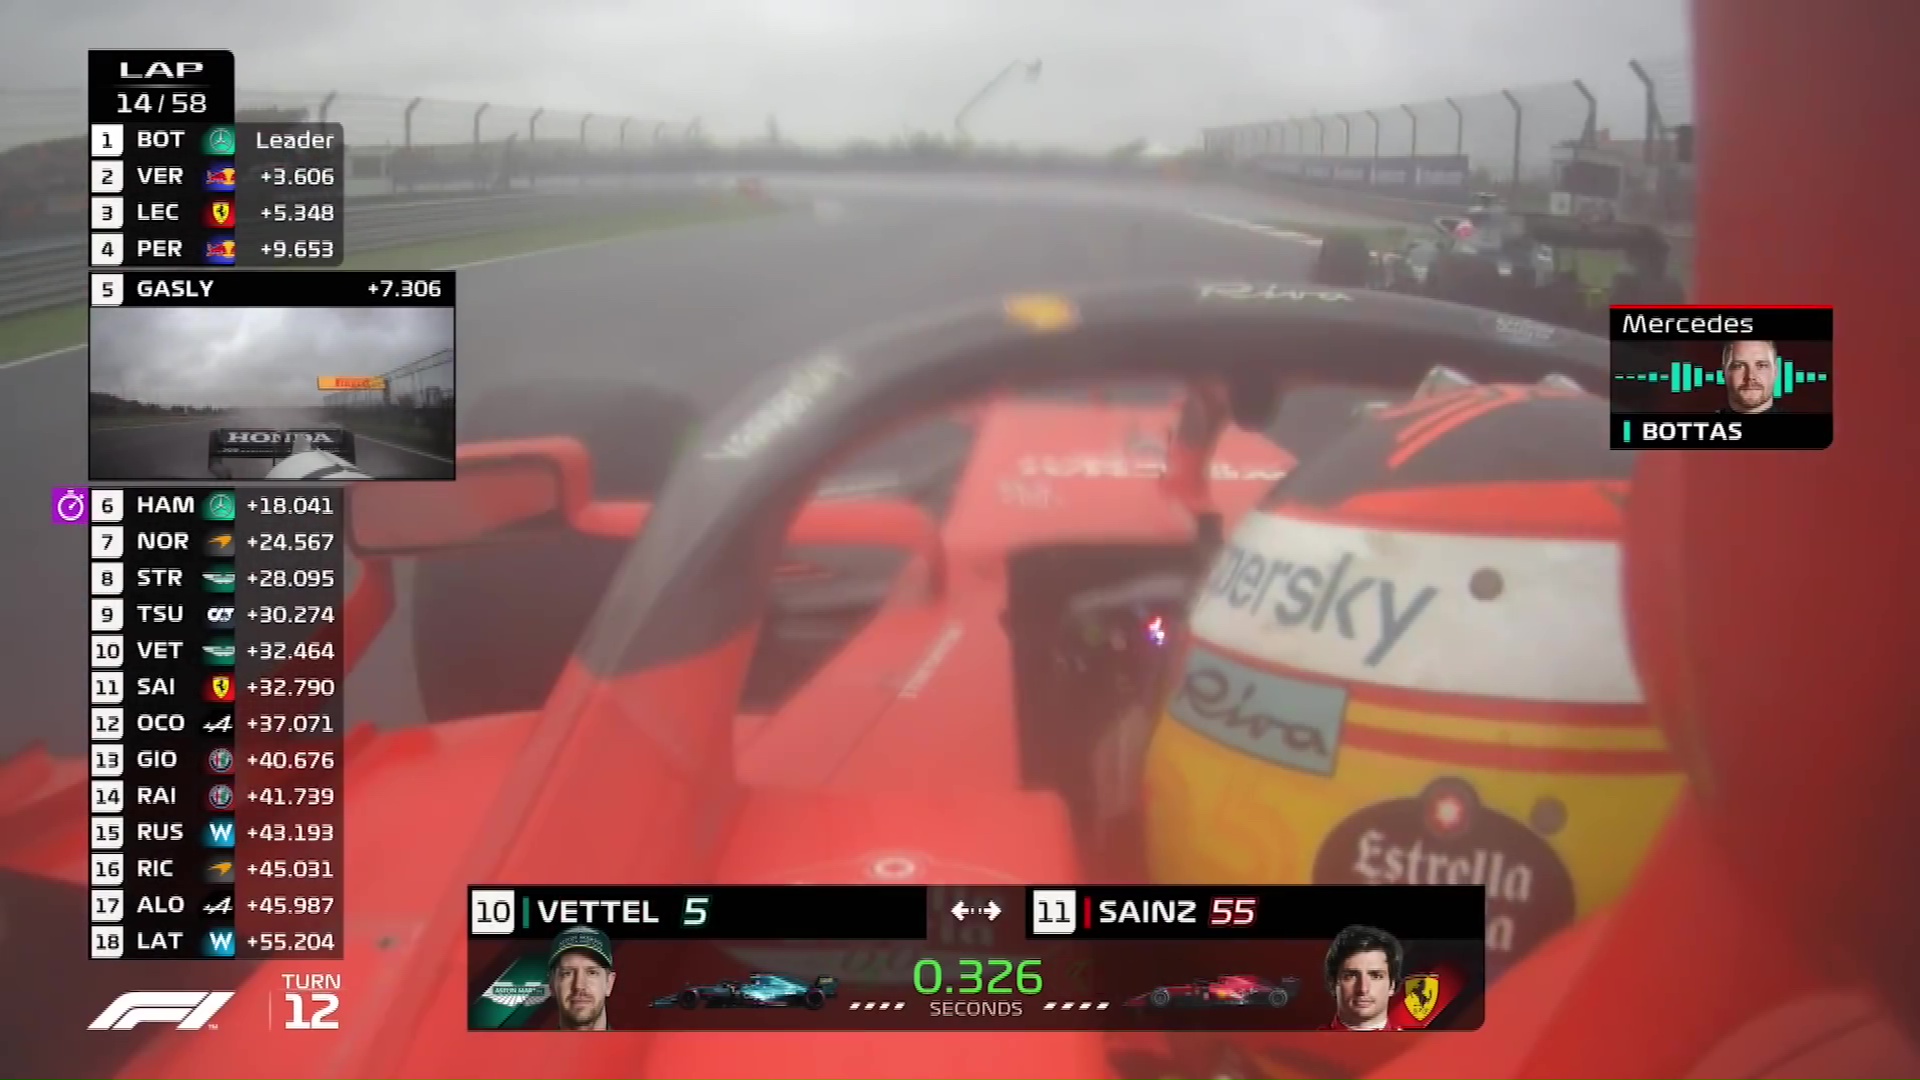 LAP
14/58
1 BOT Leader
2 VER +3.606
3 LEC +5.348
4 PER +9.653
5 GASLY +7.306
HONDA
6 HAM +18.041
7 NOR +24.567
8 STR +28.095
9 TSU +30.274
10 VET +32.464
11 SAI +32.790
12 OCO +37.071
13 GIO +40.676
14 RAI +41.739
15 RUS W +43.193
16 RIC +45.031
17 ALO +45.987
18 LAT W +55.204
F1
TURN
12
Riva
Mercedes
BOTTAS
persky
Riva
Estrella
10 VETTEL 5
11 SAINZ 55
ASTON MARTIN
0.326
SECONDS